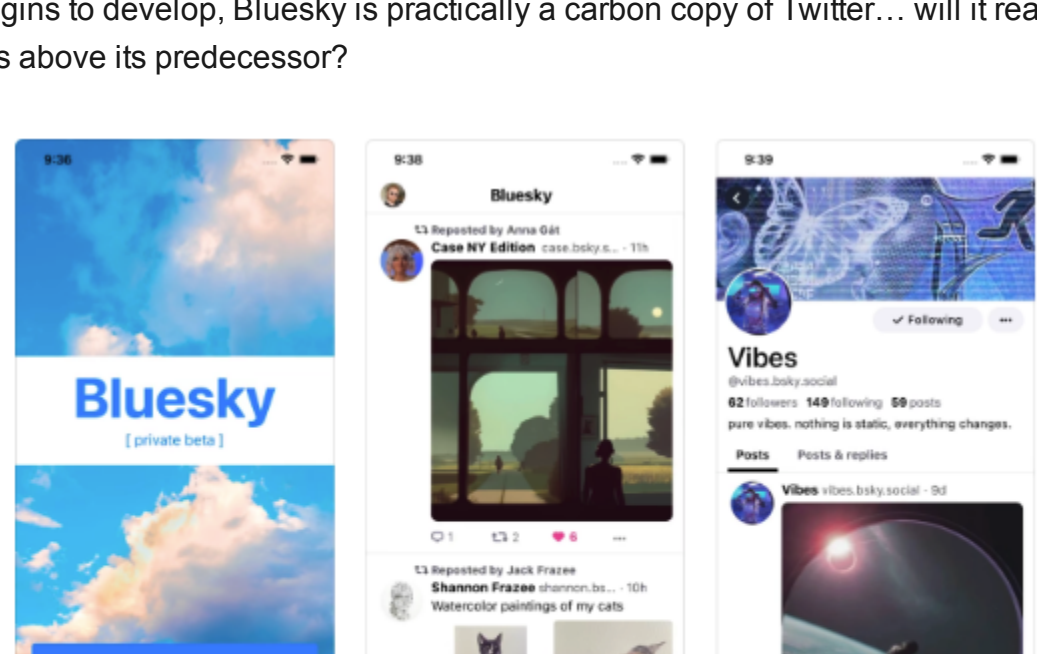 gins to develop, Bluesky is practically a carbon copy of Twitter… will it rea
s above its predecessor?
9:36
Bluesky
[ private beta ]
9:38
Bluesky
Reposted by Anna Gát
Case NY Edition case.bsky.s... · 11h
1 2 6 ...
Reposted by Jack Frazee
Shannon Frazee shannon.bs... · 10h
Watercolor paintings of my cats
9:39
Following ...
Vibes
@vibes.bsky.social
62 followers 149 following 59 posts
pure vibes. nothing is static, everything changes.
Posts Posts & replies
Vibes vibes.bsky.social · 9d